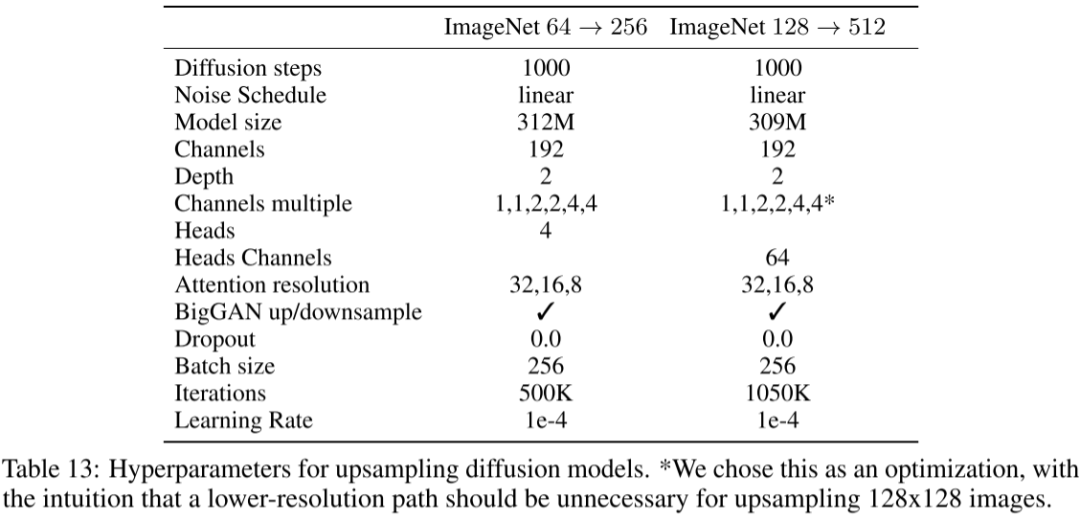 ImageNet 64 → 256 ImageNet 128 → 512
Diffusion steps 1000 1000
Noise Schedule linear linear
Model size 312M 309M
Channels 192 192
Depth 2 2
Channels multiple 1,1,2,2,4,4 1,1,2,2,4,4*
Heads 4
Heads Channels 64
Attention resolution 32,16,8 32,16,8
BigGAN up/downsample ✓ ✓
Dropout 0.0 0.0
Batch size 256 256
Iterations 500K 1050K
Learning Rate 1e-4 1e-4
Table 13: Hyperparameters for upsampling diffusion models. *We chose this as an optimization, with
the intuition that a lower-resolution path should be unnecessary for upsampling 128x128 images.